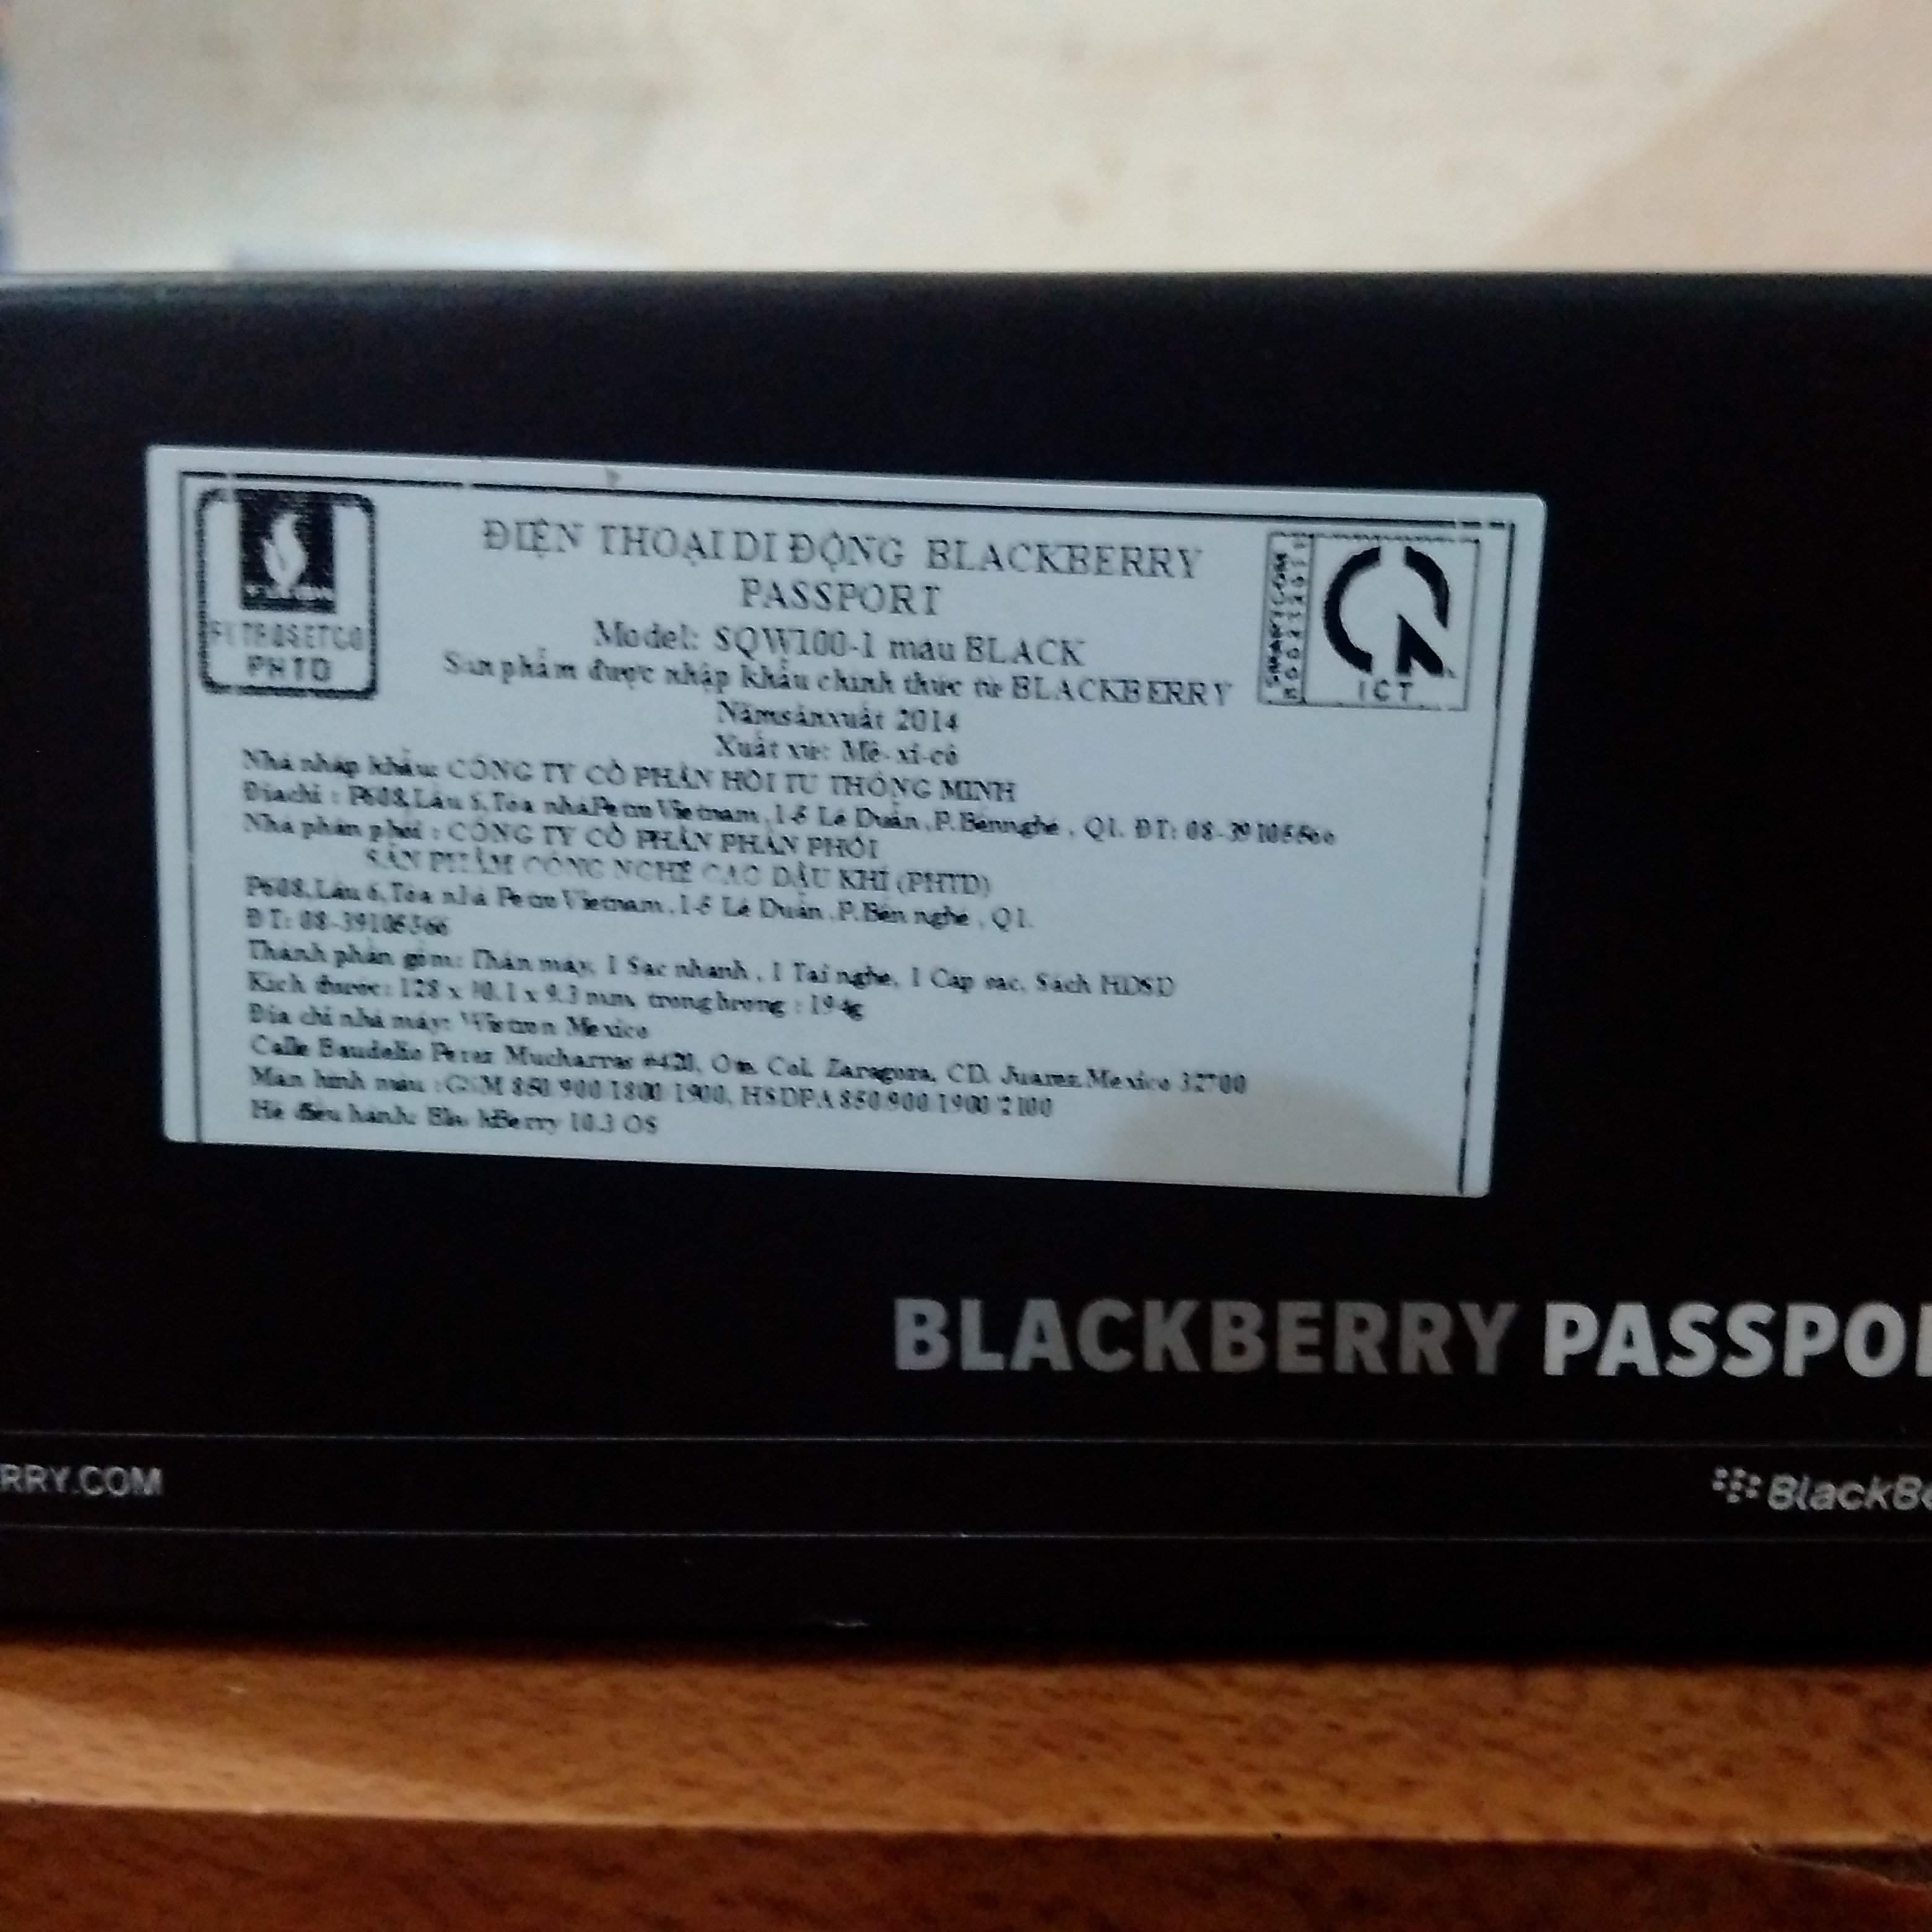 PETROSETCO
PHTD
ĐIỆN THOẠI DI ĐỘNG BLACKBERRY
PASSPORT
Model: SQW100-1 màu BLACK
Sản phẩm được nhập khẩu chính thức từ BLACKBERRY
Năm sản xuất 2014
Xuất xứ: Mê-xi-cô
ICT
Nhà nhập khẩu: CÔNG TY CỔ PHẦN HỘI TỤ THÔNG MINH
Địa chỉ : P608, Lầu 6, Tòa nhà Petro Vietnam , 1-5 Lê Duẩn , P.Bến nghé , Q1. ĐT: 08-39105566
Nhà phân phối : CÔNG TY CỔ PHẦN PHÂN PHỐI
SẢN PHẨM CÔNG NGHỆ CAO DẦU KHÍ (PHTD)
P608, Lầu 6, Tòa nhà Petro Vietnam , 1-5 Lê Duẩn , P.Bến nghé , Q1.
ĐT: 08-39105566
Thành phần gồm: Thân máy, 1 Sạc nhanh , 1 Tai nghe, 1 Cáp sạc, Sách HDSD
Kích thước: 128 x 90.1 x 9.3 mm, trọng lượng : 194g
Địa chỉ nhà máy: Wistron Mexico
Calle Baudelio Perez Mucharras #420, Ote. Col. Zaragoza, CD. Juarez Mexico 32700
Màn hình màu : GSM 850/900/1800/1900, HSDPA 850/900/1900/2100
Hệ điều hành: BlackBerry 10.3 OS
BLACKBERRY PASSPOR
RRY.COM
BlackBe